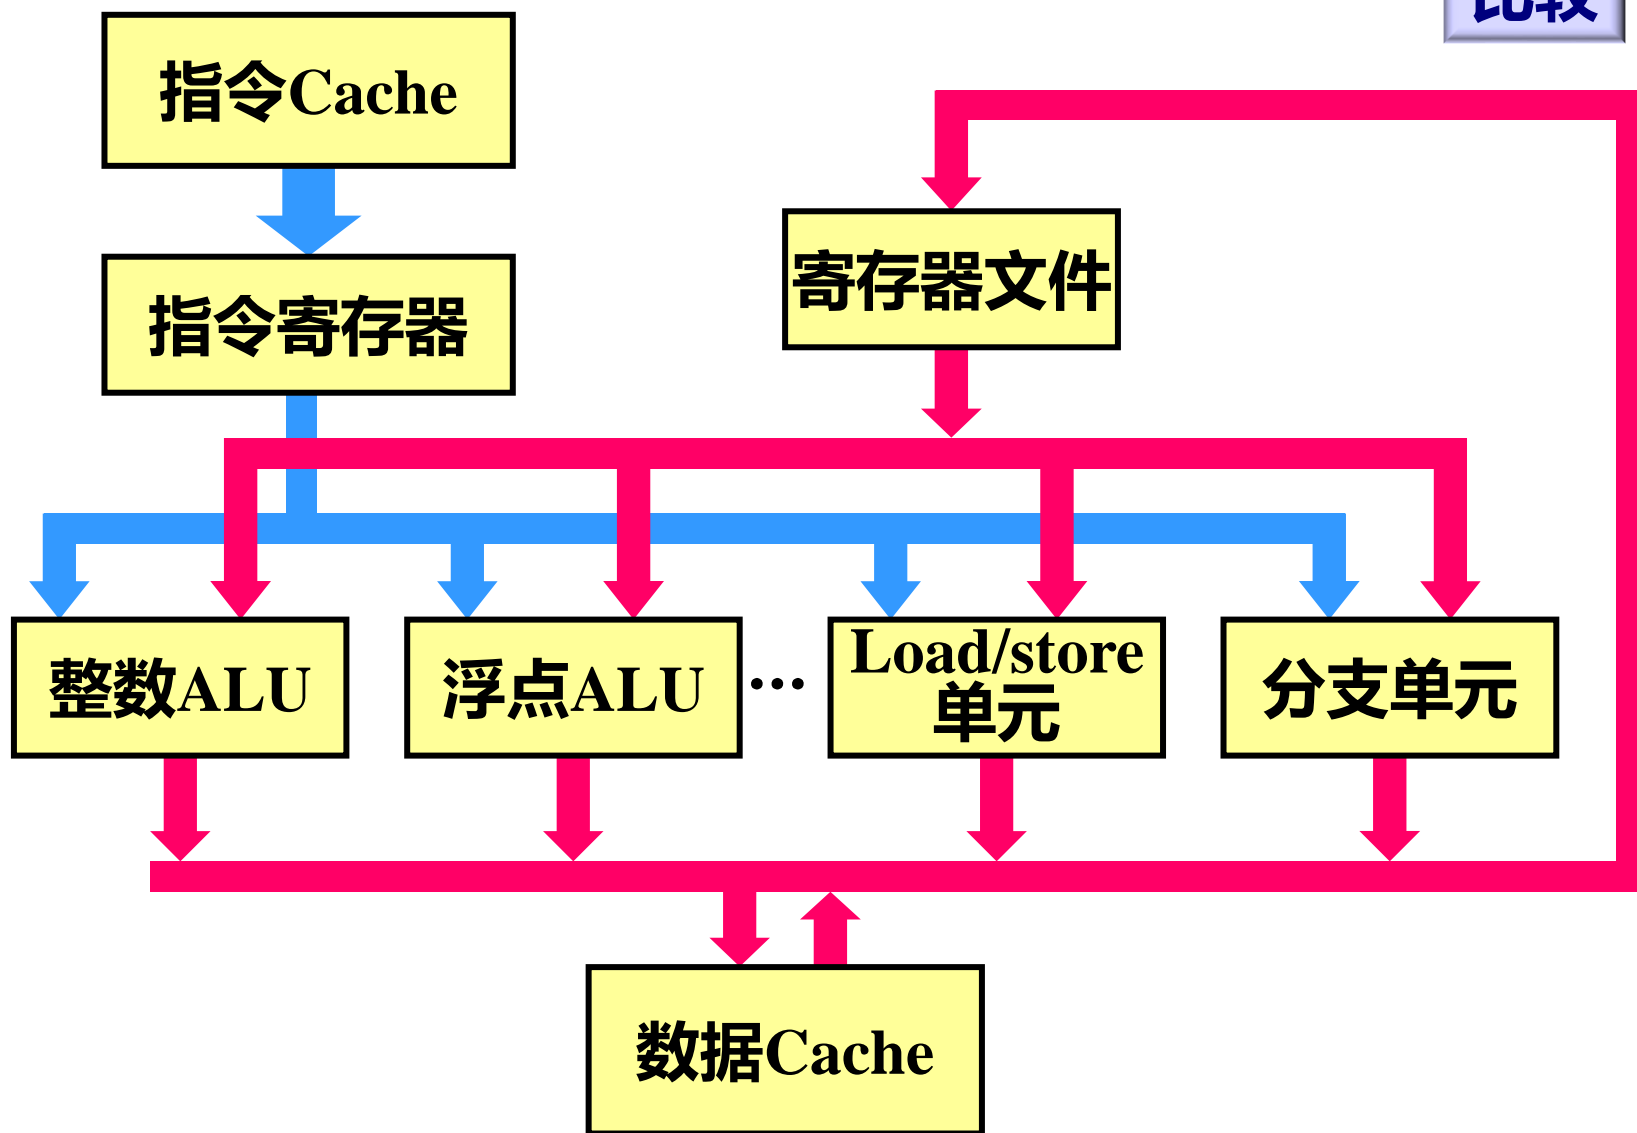 比较
指令Cache
寄存器文件
指令寄存器
整数ALU
浮点ALU
...
Load/store
单元
分支单元
数据Cache